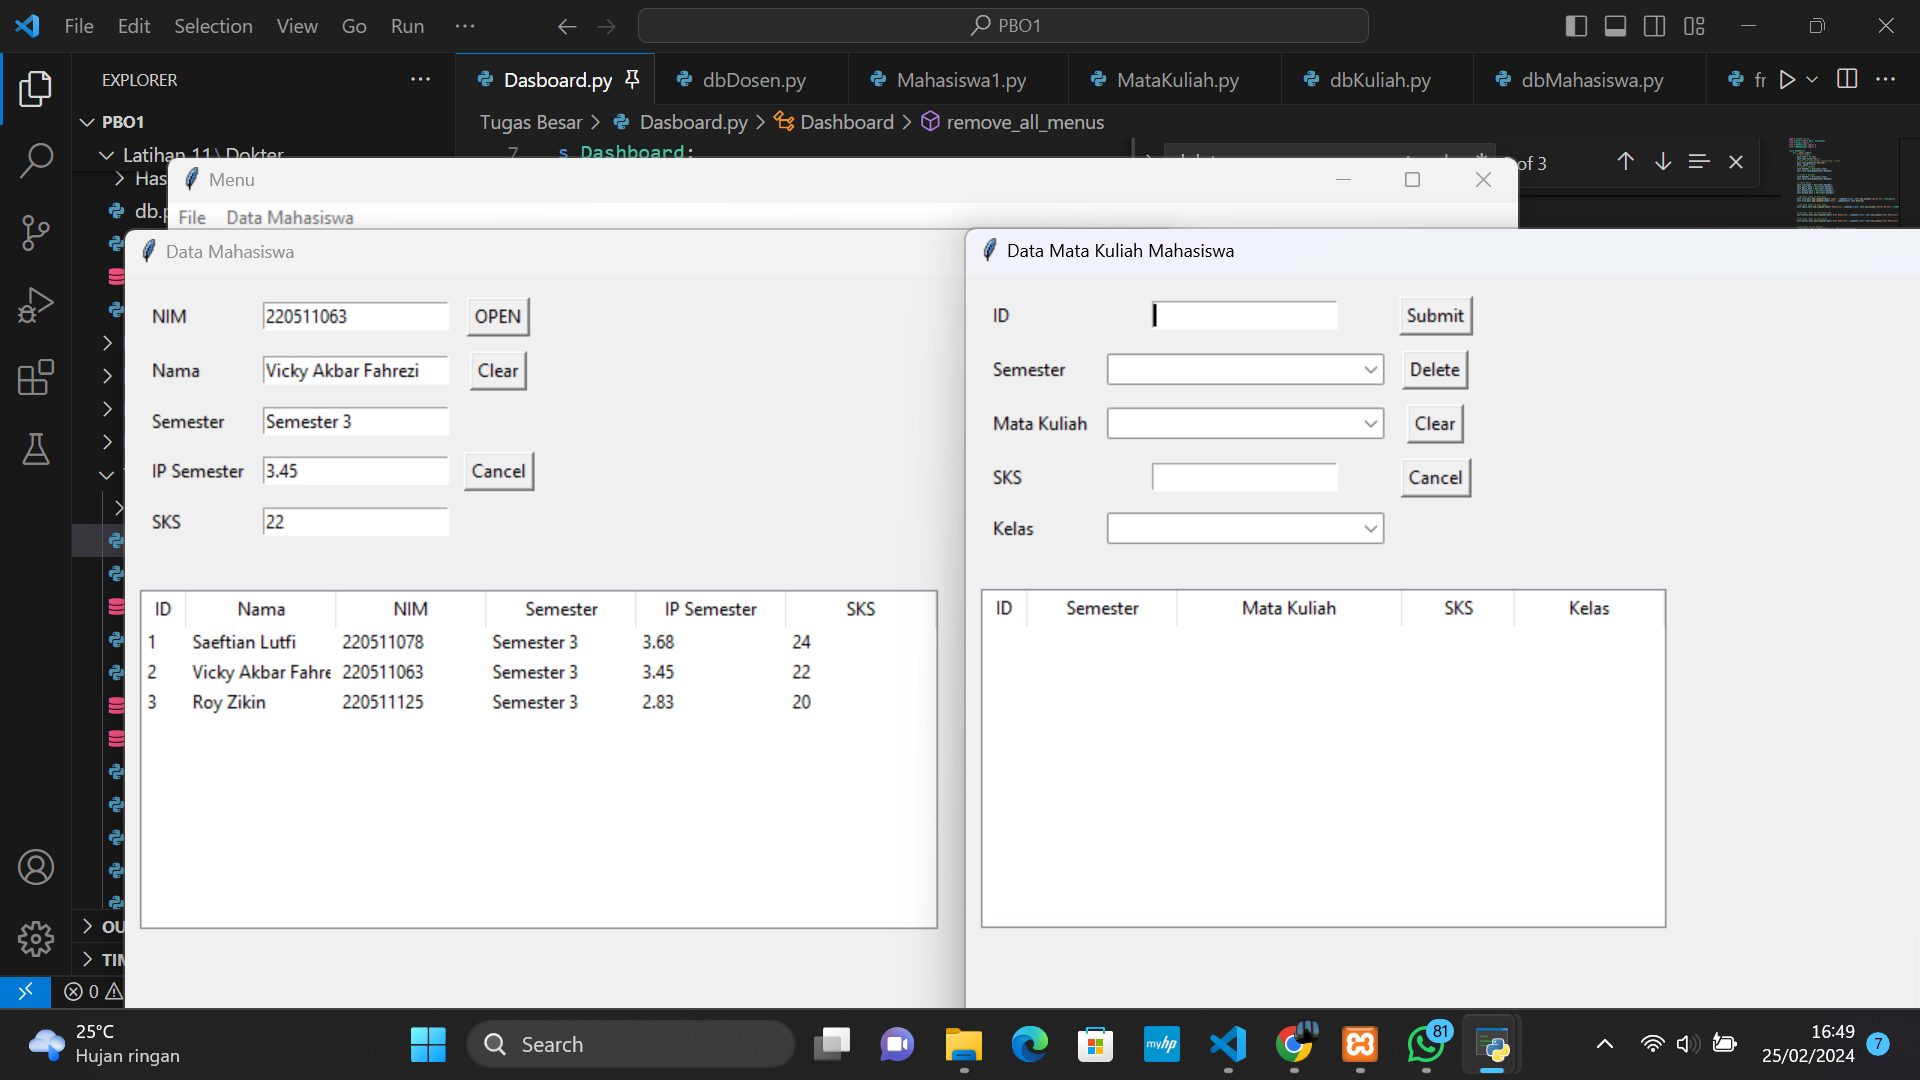 File Edit Selection View Go Run ··· PBO1
EXPLORER ···
Dasboard.py dbDosen.py Mahasiswa1.py MataKuliah.py dbKuliah.py dbMahasiswa.py fr ···
PBO1
Tugas Besar > Dasboard.py > Dashboard > remove_all_menus
Latihan 11\Dokter
7 s Dashboard:
of 3
Has
db.p
Menu
File Data Mahasiswa
Data Mahasiswa
NIM 220511063 OPEN
Nama Vicky Akbar Fahrezi Clear
Semester Semester 3
IP Semester 3.45 Cancel
SKS 22
ID Nama NIM Semester IP Semester SKS
1 Saeftian Lutfi 220511078 Semester 3 3.68 24
2 Vicky Akbar Fahre 220511063 Semester 3 3.45 22
3 Roy Zikin 220511125 Semester 3 2.83 20
Data Mata Kuliah Mahasiswa
ID Submit
Semester Delete
Mata Kuliah Clear
SKS Cancel
Kelas
ID Semester Mata Kuliah SKS Kelas
OU
TIM
0
25°C
Hujan ringan
Search
myhp
81
16:49
25/02/2024
7